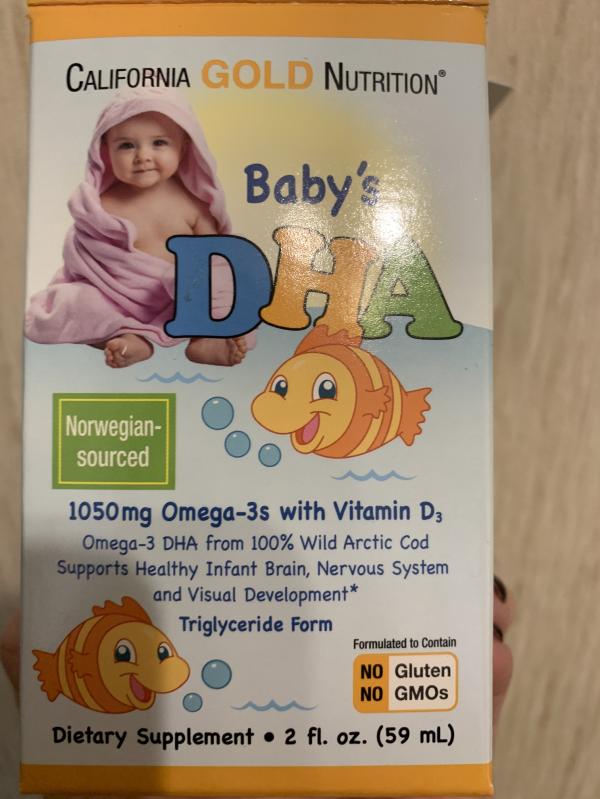 CALIFORNIA GOLD NUTRITION®
Baby's
DHA
Norwegian-
sourced
1050mg Omega-3s with Vitamin D₃
Omega-3 DHA from 100% Wild Arctic Cod
Supports Healthy Infant Brain, Nervous System
and Visual Development*
Triglyceride Form
Formulated to Contain
NO Gluten
NO GMOs
Dietary Supplement • 2 fl. oz. (59 mL)